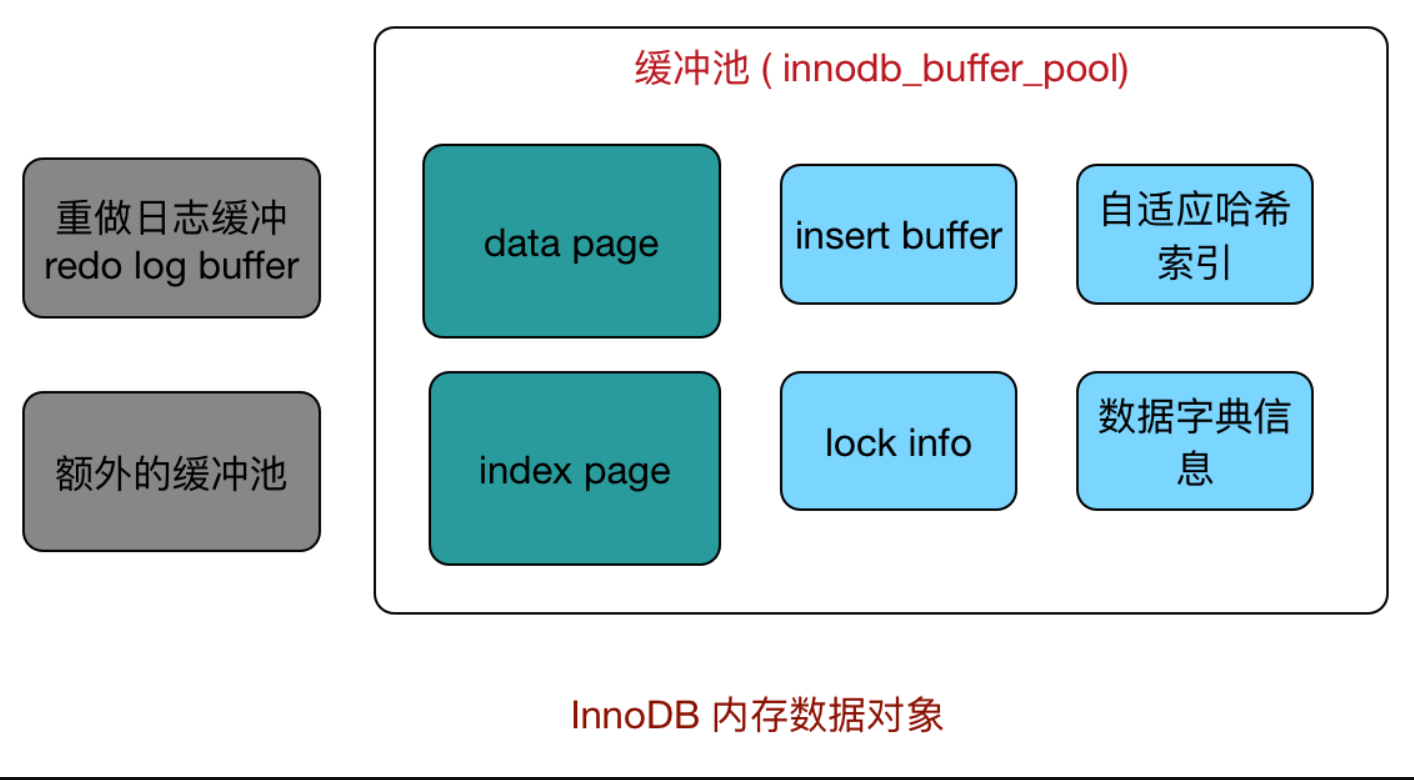 缓冲池 ( innodb_buffer_pool)
重做日志缓冲
redo log buffer
额外的缓冲池
data page
insert buffer
自适应哈希
索引
index page
lock info
数据字典信
息
InnoDB 内存数据对象